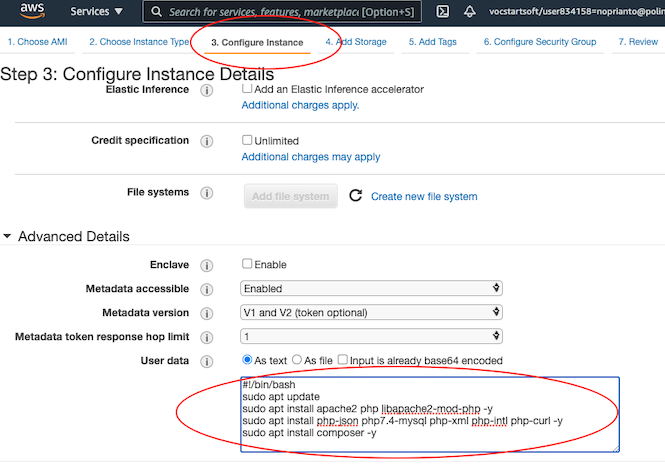 aws
Services
Search for services, features, marketplace [Option+S]
vocstartsoft/user834158=noprianto@polin
1. Choose AMI
2. Choose Instance Type
3. Configure Instance
4. Add Storage
5. Add Tags
6. Configure Security Group
7. Review
Step 3: Configure Instance Details
Elastic Inference
Add an Elastic Inference accelerator
Additional charges apply.
Credit specification
Unlimited
Additional charges may apply
File systems
Add file system
Create new file system
Advanced Details
Enclave
Enable
Metadata accessible
Enabled
Metadata version
V1 and V2 (token optional)
Metadata token response hop limit
1
User data
As text
As file
Input is already base64 encoded
#!/bin/bash
sudo apt update
sudo apt install apache2 php libapache2-mod-php -y
sudo apt install php-json php7.4-mysql php-xml php-intl php-curl -y
sudo apt install composer -y